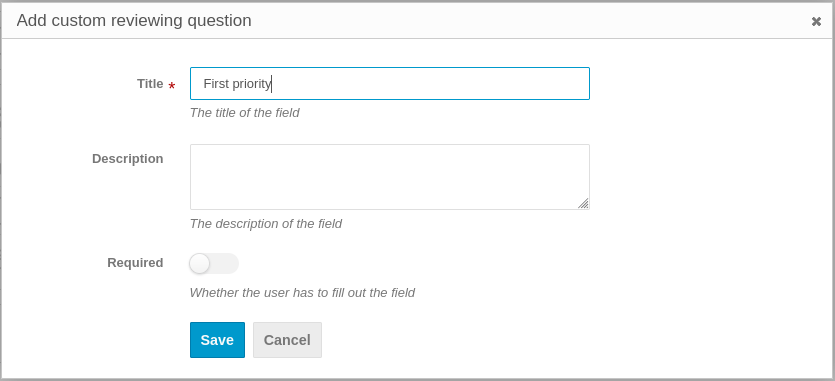 Add custom reviewing question
Title *
First priority
The title of the field
Description
The description of the field
Required
Whether the user has to fill out the field
Save
Cancel